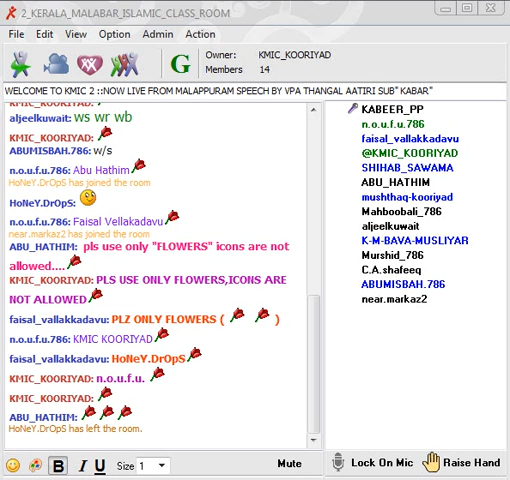 2_KERALA_MALABAR_ISLAMIC_CLASS_ROOM
File Edit View Option Admin Action
G Owner: KMIC_KOORIYAD
Members 14
WELCOME TO KMIC 2 ::NOW LIVE FROM MALAPPURAM SPEECH BY VPA THANGAL AATIRI SUB" KABAR"
KMIC_KOORIYAD:
aljeelkuwait: ws wr wb
KMIC_KOORIYAD:
ABUMISBAH.786: w/s
n.o.u.f.u.786: Abu Hathim
HoNeY.DrOpS has joined the room
HoNeY.DrOpS:
n.o.u.f.u.786: Faisal Vellakadavu
near.markaz2 has joined the room
ABU_HATHIM: pls use only "FLOWERS" icons are not
allowed....
KMIC_KOORIYAD: PLS USE ONLY FLOWERS,ICONS ARE
NOT ALLOWED
faisal_vallakkadavu: PLZ ONLY FLOWERS ( )
n.o.u.f.u.786: KMIC KOORIYAD
faisal_vallakkadavu: HoNeY.DrOpS
KMIC_KOORIYAD: n.o.u.f.u.
KMIC_KOORIYAD:
ABU_HATHIM:
HoNeY.DrOpS has left the room.
KABEER_PP
n.o.u.f.u.786
faisal_vallakkadavu
@KMIC_KOORIYAD
SHIHAB_SAWAMA
ABU_HATHIM
mushthaq-kooriyad
Mahboobali_786
aljeelkuwait
K-M-BAVA-MUSLIYAR
Murshid_786
C.A.shafeeq
ABUMISBAH.786
near.markaz2
B I U Size 1 Mute
Lock On Mic Raise Hand